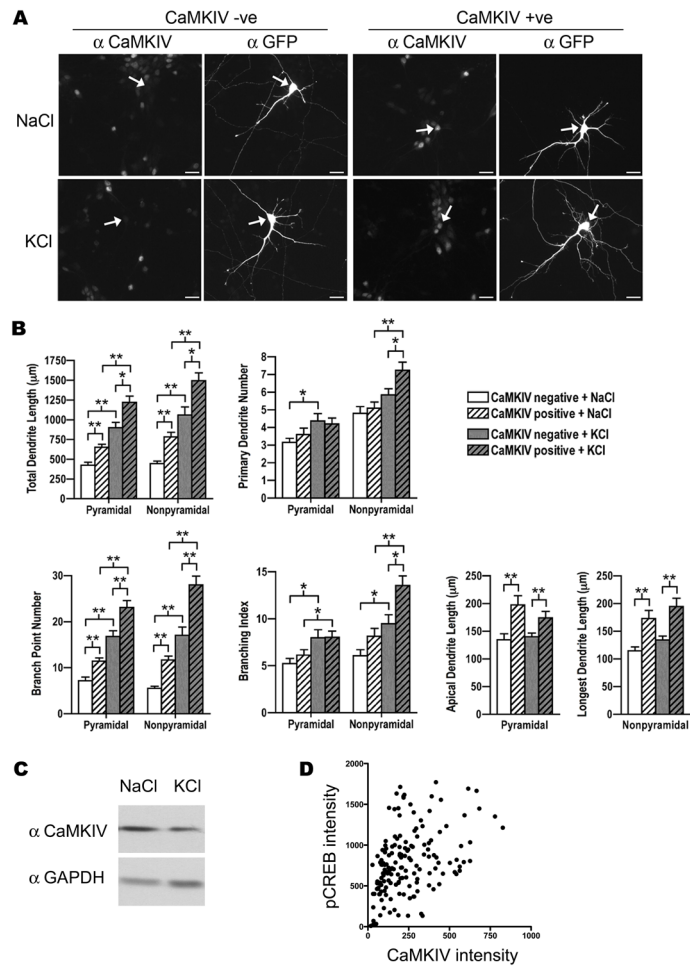 A
CaMKIV -ve
CaMKIV +ve
α CaMKIV
α GFP
α CaMKIV
α GFP
NaCl
KCl
B
Total Dendrite Length (μm)
1750
1500
1250
1000
750
500
250
0
** ** ** *
** ** ** *
Pyramidal
Nonpyramidal
Primary Dendrite Number
8
7
6
5
4
3
2
1
0
*
** *
Pyramidal
Nonpyramidal
CaMKIV negative + NaCl
CaMKIV positive + NaCl
CaMKIV negative + KCl
CaMKIV positive + KCl
Branch Point Number
30
20
10
0
** ** ** **
** ** ** **
Pyramidal
Nonpyramidal
Branching Index
15
10
5
0
* *
* ** *
Pyramidal
Nonpyramidal
Apical Dendrite Length (μm)
250
200
150
100
50
0
** **
Pyramidal
Longest Dendrite Length (μm)
250
200
150
100
50
0
** **
Nonpyramidal
C
NaCl KCl
α CaMKIV
α GAPDH
D
pCREB intensity
2000
1500
1000
500
0
0 250 500 750 1000
CaMKIV intensity